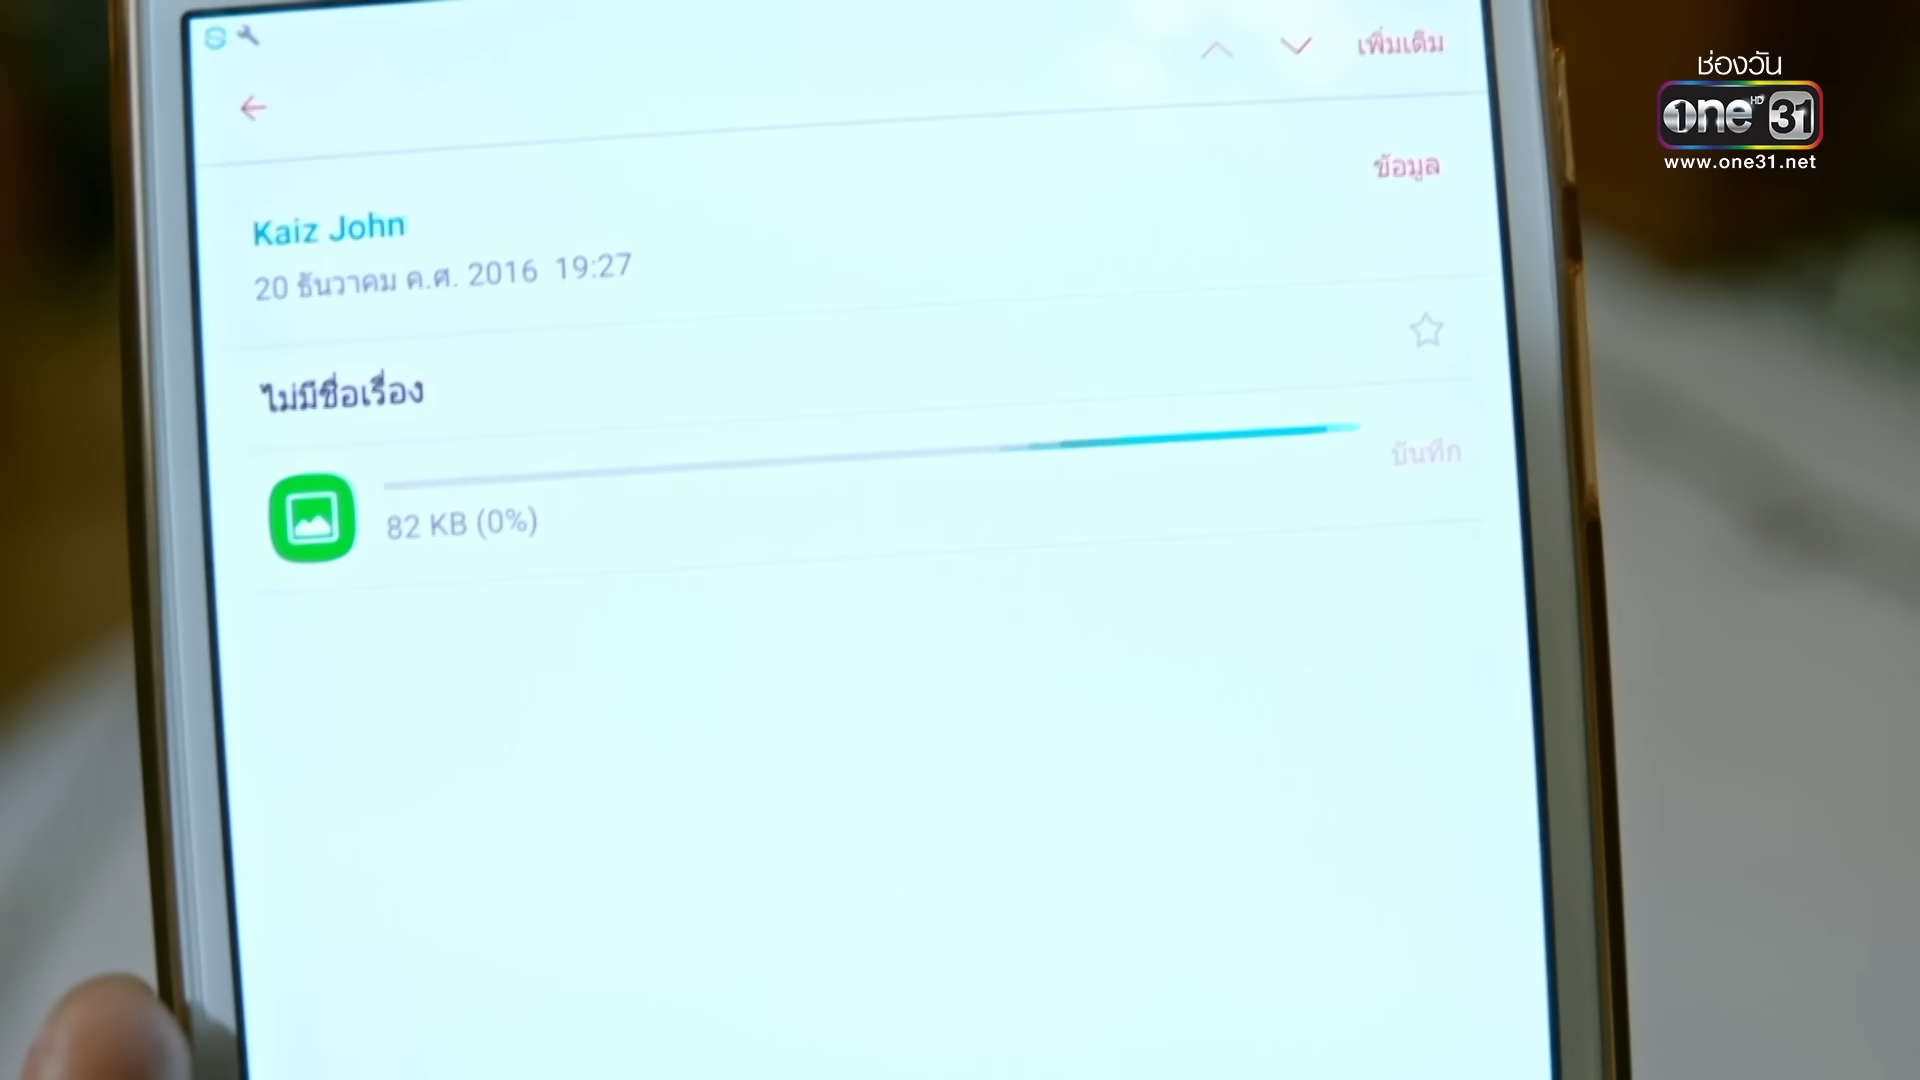 เพิ่มเติม
ข้อมูล
Kaiz John
20 ธันวาคม ค.ศ. 2016 19:27
ไม่มีชื่อเรื่อง
บันทึก
82 KB (0%)
ช่องวัน
one HD 31
www.one31.net